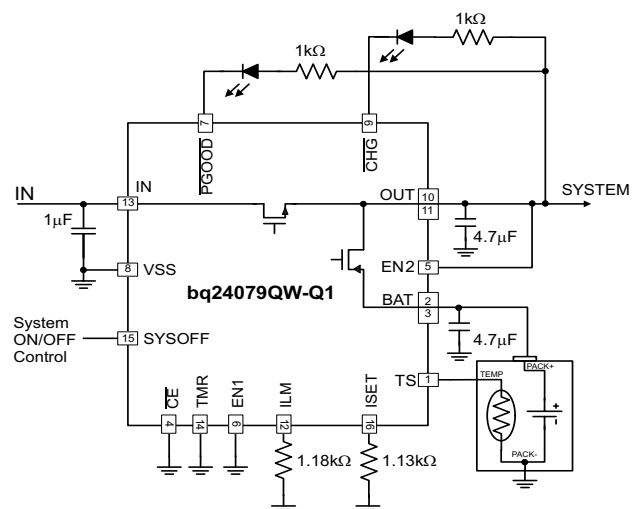 1kΩ
1kΩ
7
9
PGOOD
CHG
IN
IN
13
OUT
10
11
SYSTEM
1μF
4.7μF
8
VSS
EN2
5
bq24079QW-Q1
BAT
2
3
System
ON/OFF
Control
15
SYSOFF
4.7μF
PACK+
TS
1
TEMP
CE
TMR
EN1
ILM
ISET
4
14
6
12
16
+
-
PACK-
1.18kΩ
1.13kΩ